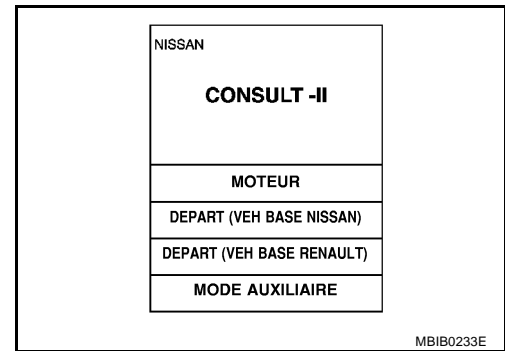 NISSAN
CONSULT -II
MOTEUR
DEPART (VEH BASE NISSAN)
DEPART (VEH BASE RENAULT)
MODE AUXILIAIRE
MBIB0233E